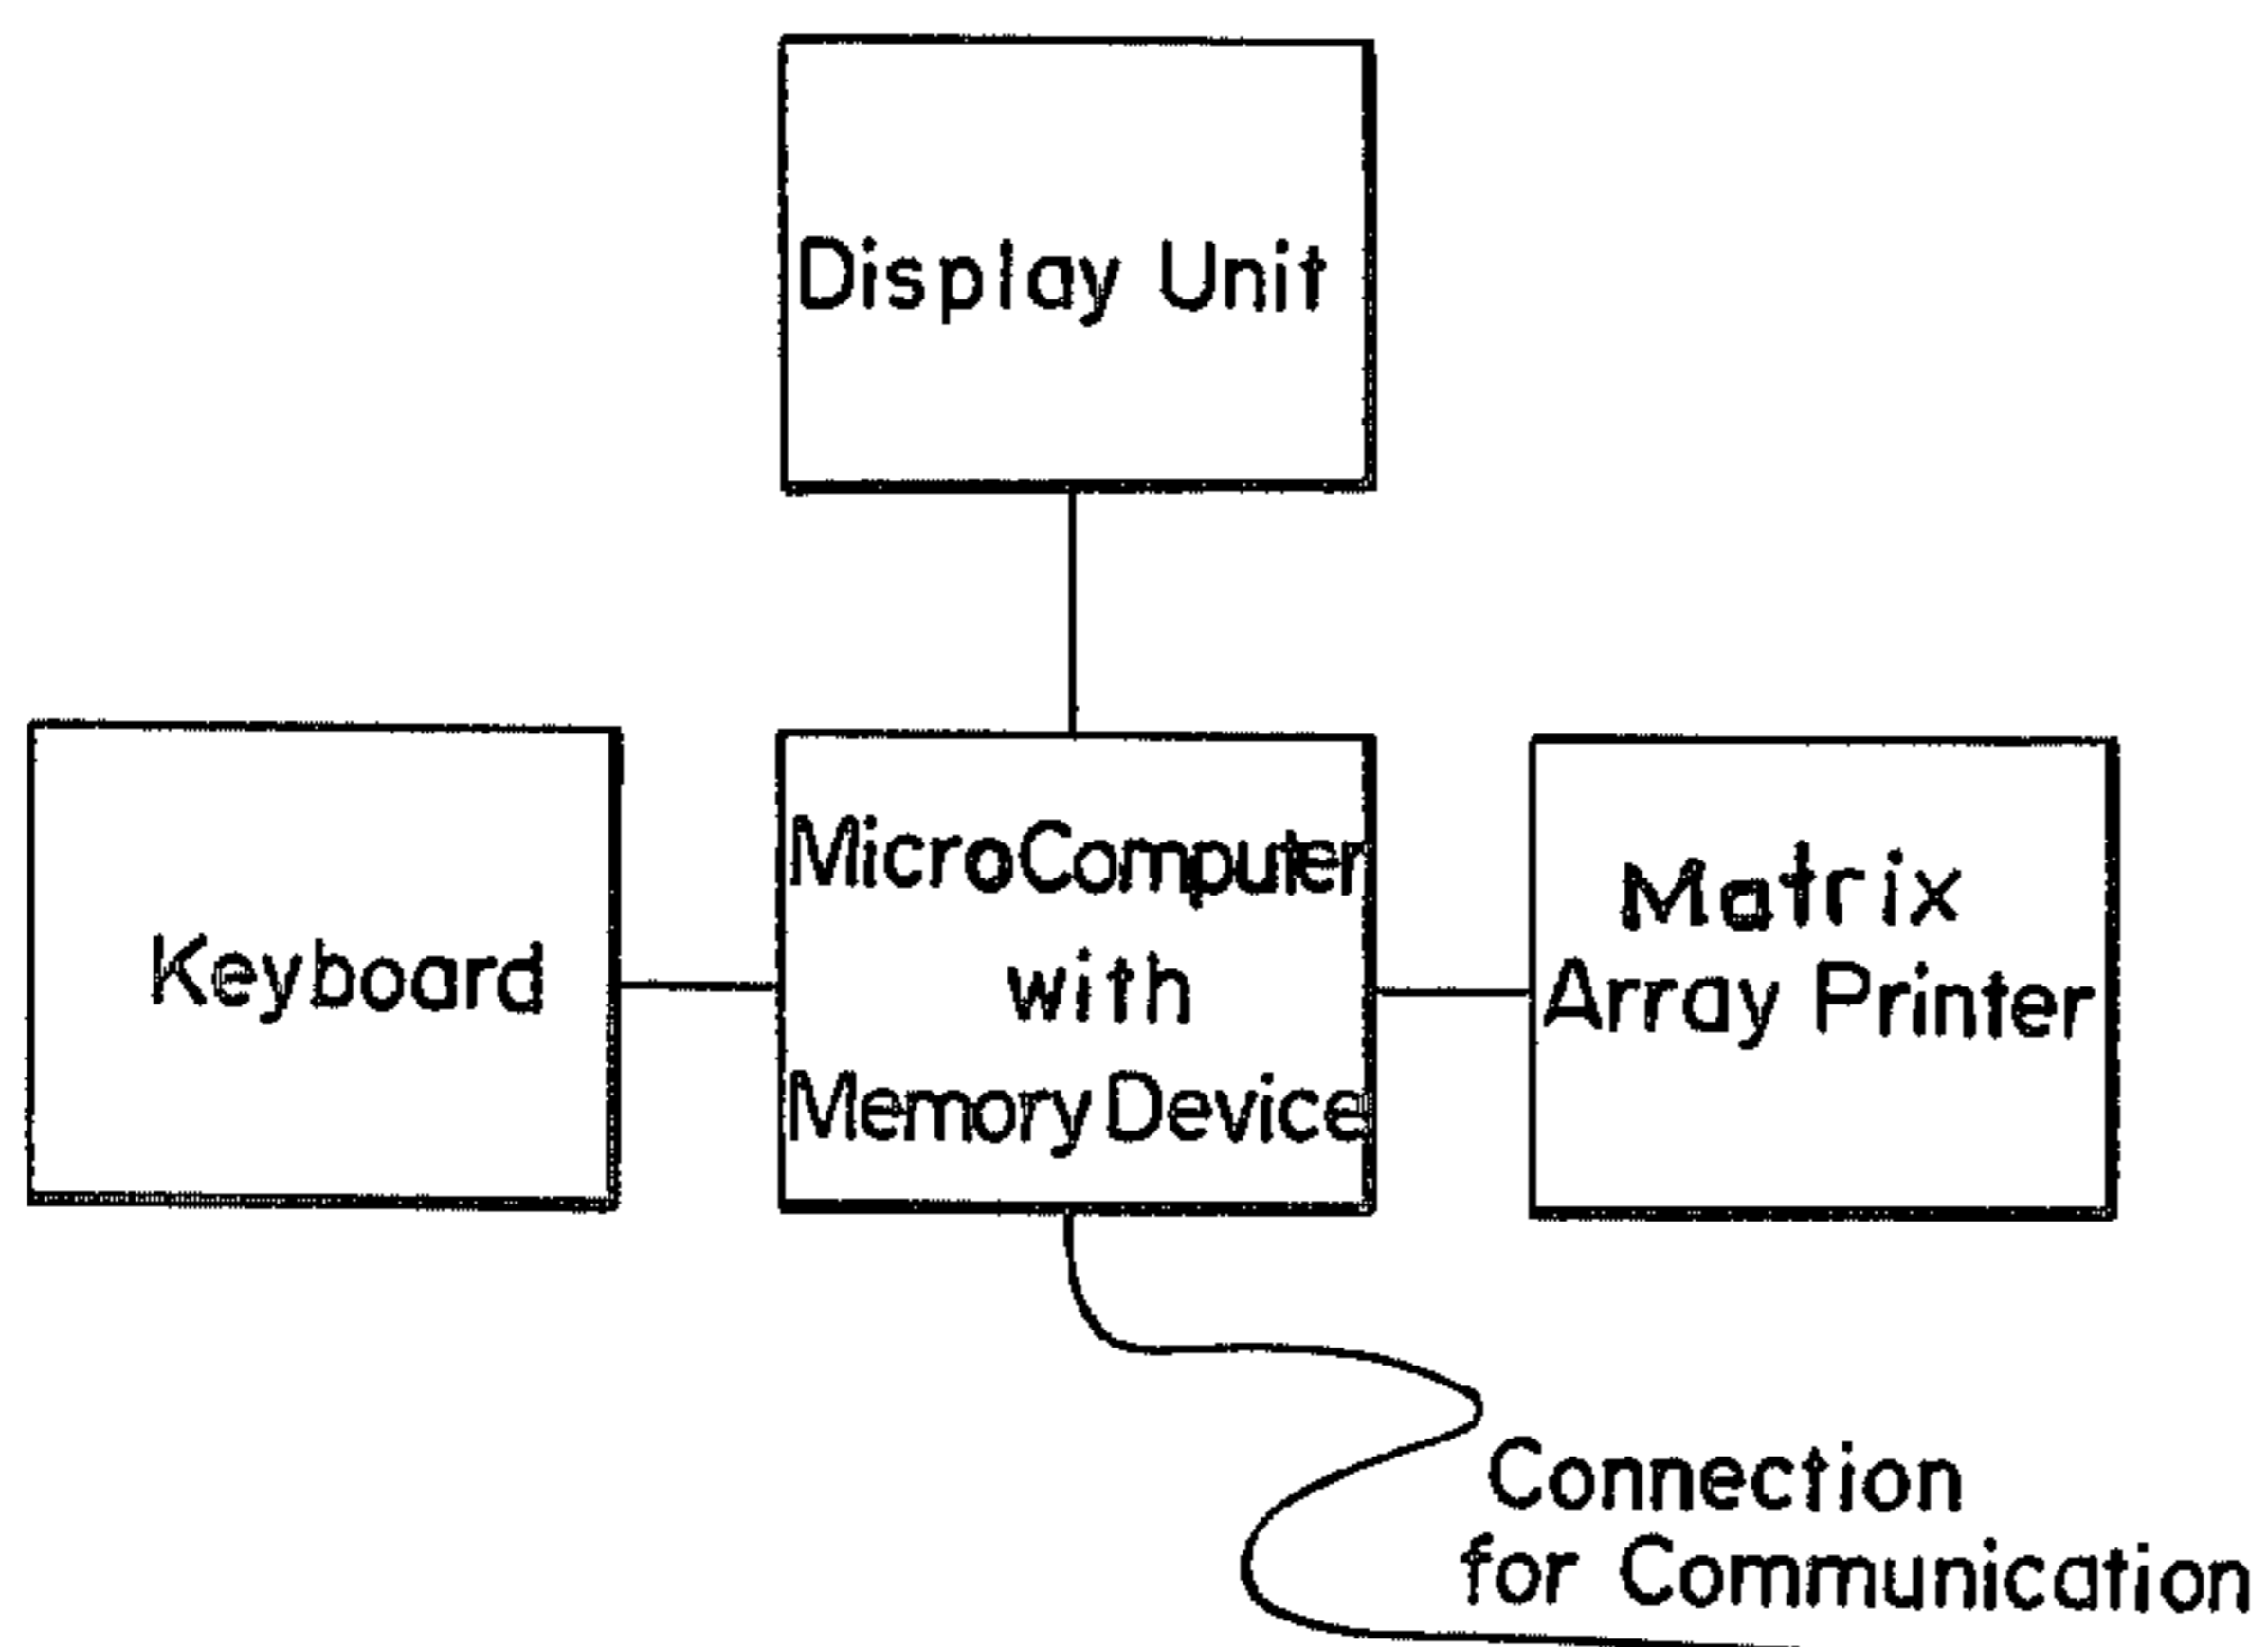 Display Unit
Keyboard
MicroComputer
with
Memory Device
Matrix
Array Printer
Connection
for Communication